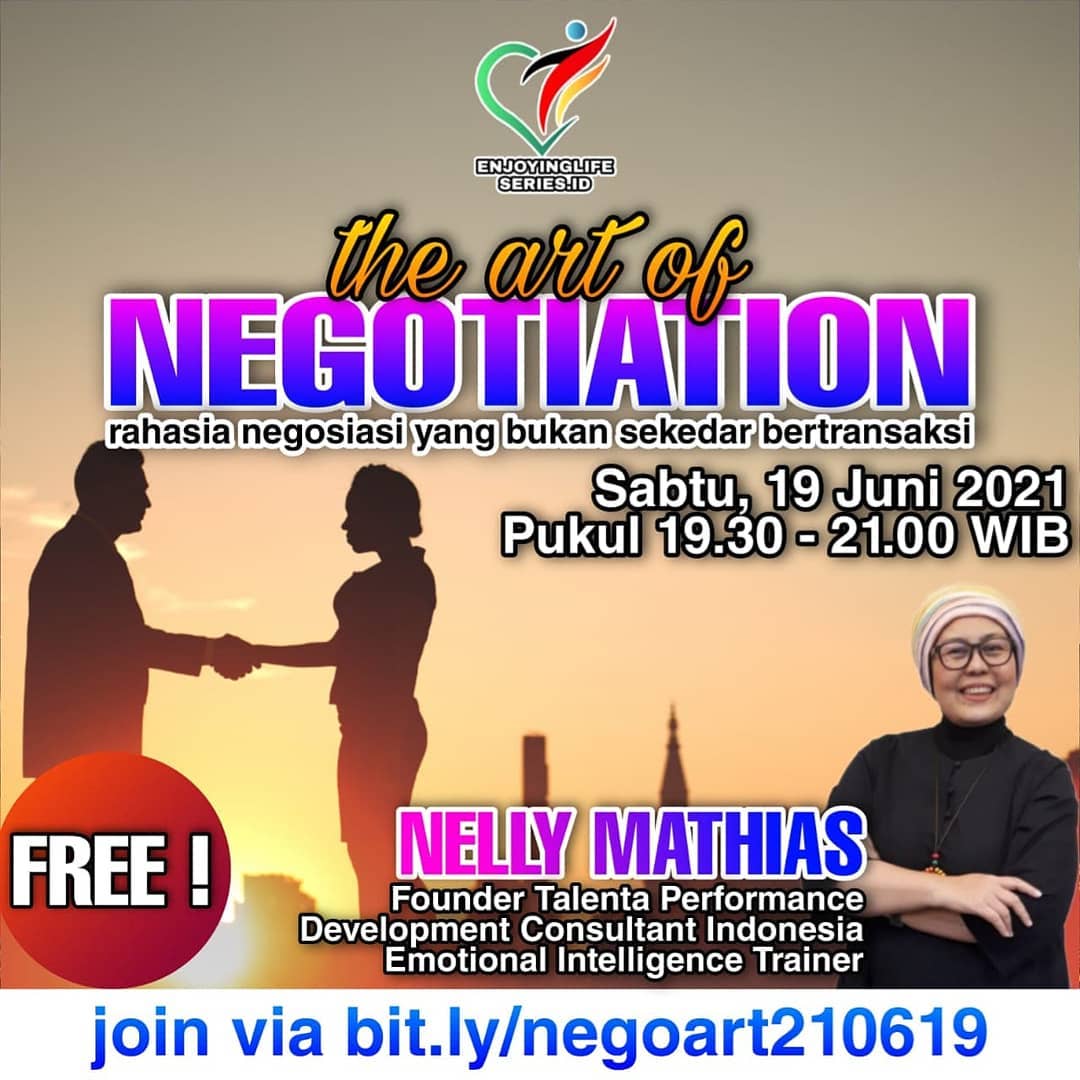 ENJOYINGLIFE
SERIES.ID
the art of
NEGOTIATION
rahasia negosiasi yang bukan sekedar bertransaksi
Sabtu, 19 Juni 2021
Pukul 19.30 - 21.00 WIB
FREE !
NELLY MATHIAS
Founder Talenta Performance
Development Consultant Indonesia
Emotional Intelligence Trainer
join via bit.ly/negoart210619